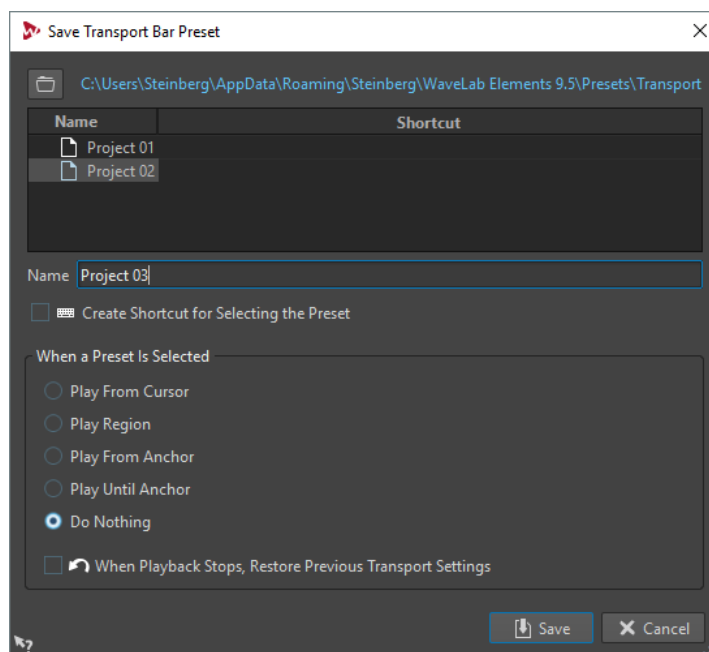 Save Transport Bar Preset
C:\Users\Steinberg\AppData\Roaming\Steinberg\WaveLab Elements 9.5\Presets\Transport
Name Shortcut
Project 01
Project 02
Name Project 03
Create Shortcut for Selecting the Preset
When a Preset Is Selected
Play From Cursor
Play Region
Play From Anchor
Play Until Anchor
Do Nothing
When Playback Stops, Restore Previous Transport Settings
Save Cancel